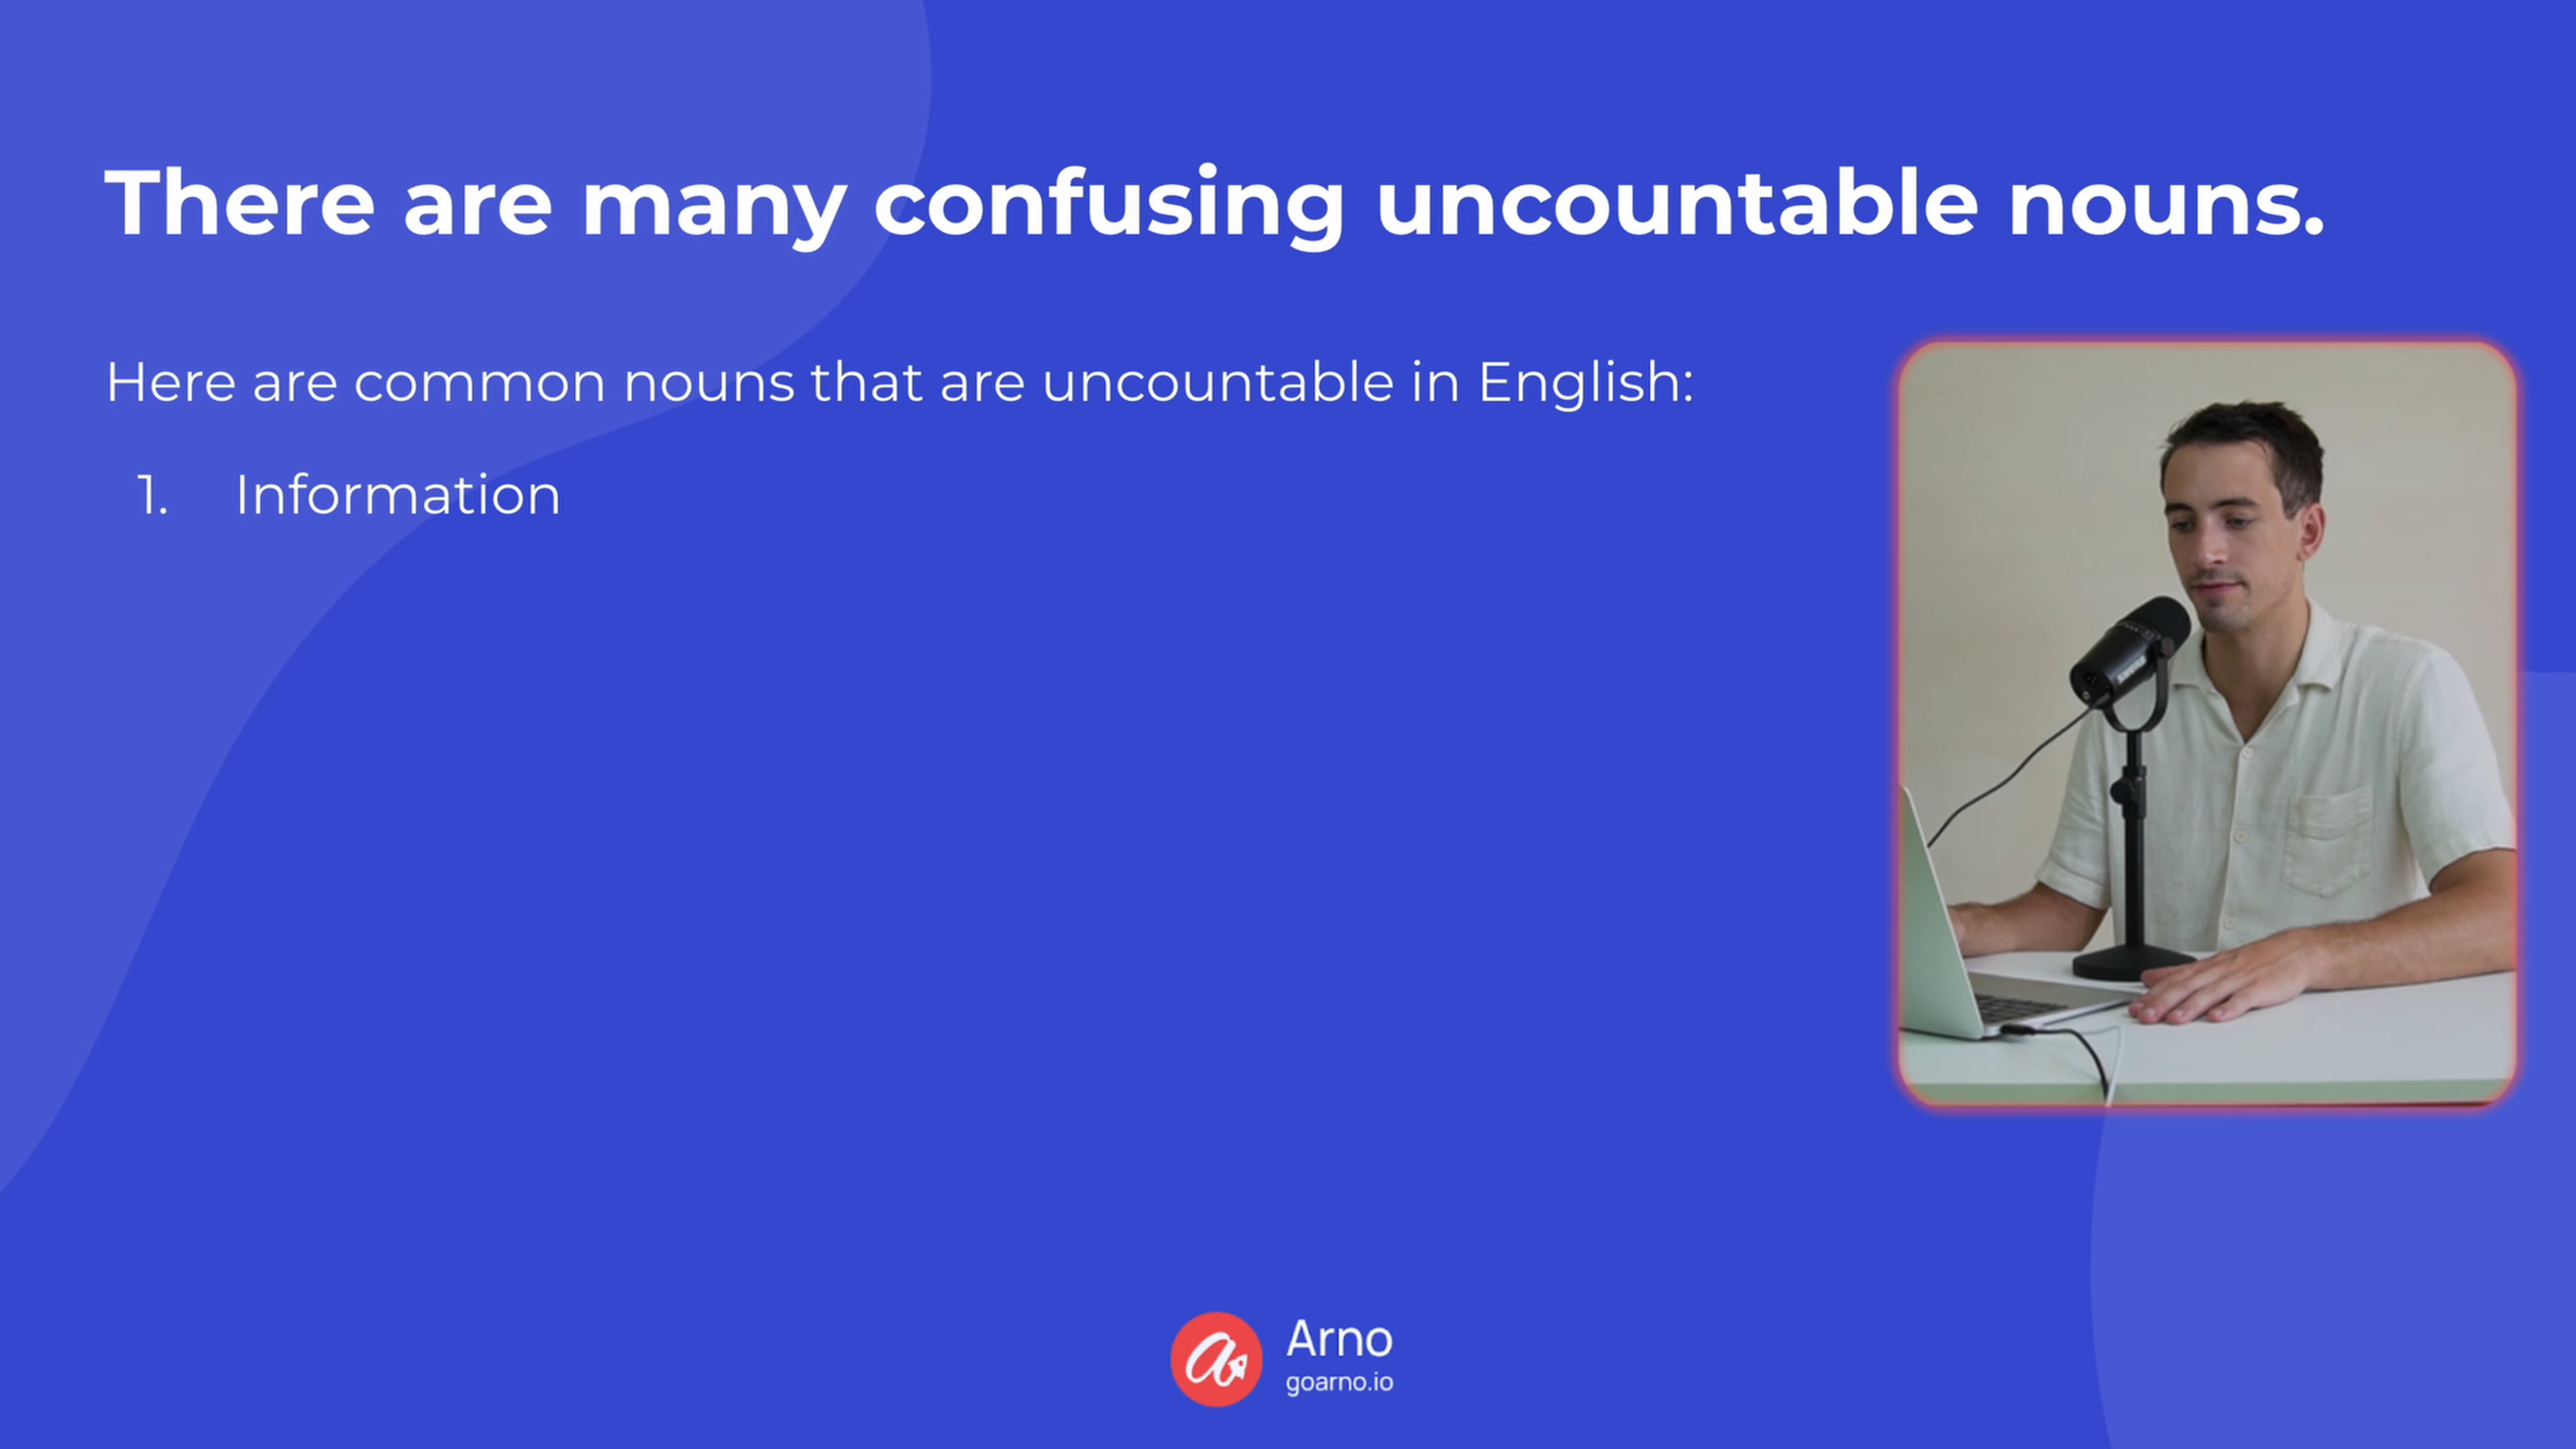 There are many confusing uncountable nouns.
Here are common nouns that are uncountable in English:
1. Information
Arno
goarno.io